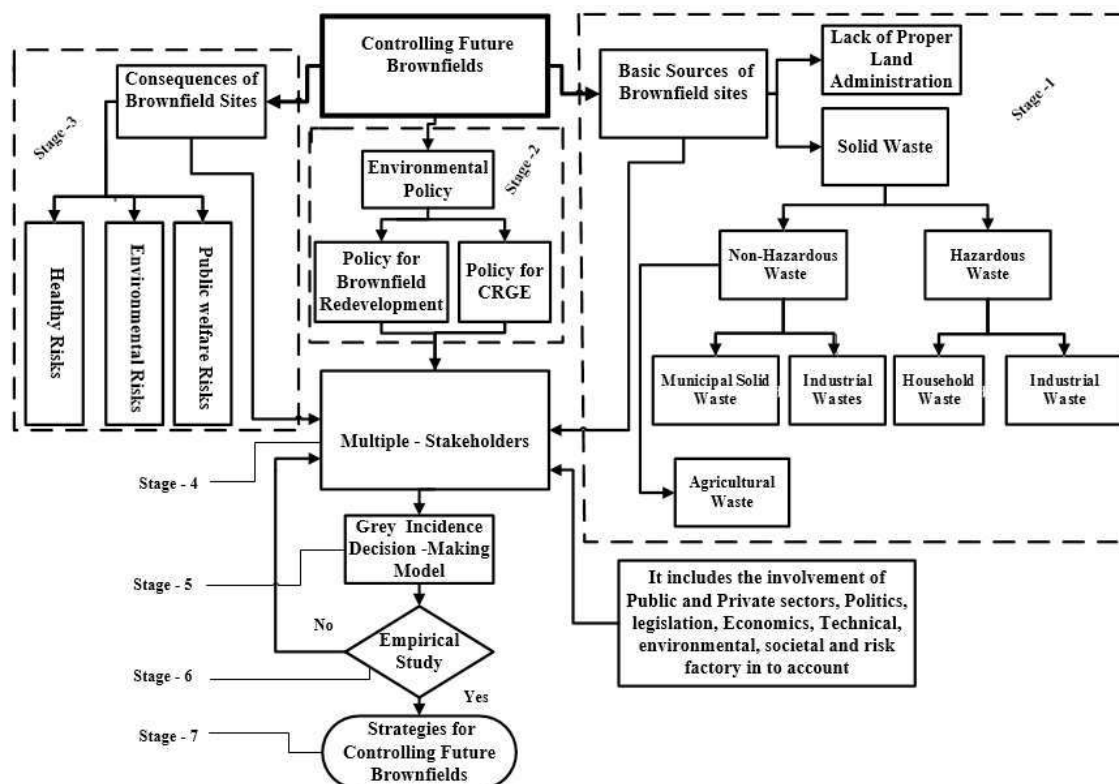 Controlling Future
Brownfields
Consequences of
Brownfield Sites
Stage -3
Healthy Risks
Environmental Risks
Public welfare Risks
Stage -2
Environmental
Policy
Policy for
Brownfield
Redevelopment
Policy for
CRGE
Basic Sources of
Brownfield sites
Lack of Proper
Land
Administration
Stage -1
Solid Waste
Non-Hazardous
Waste
Hazardous
Waste
Municipal Solid
Waste
Industrial
Wastes
Household
Waste
Industrial
Waste
Agricultural
Waste
Multiple - Stakeholders
Stage - 4
Grey Incidence
Decision -Making
Model
Stage - 5
It includes the involvement of
Public and Private sectors, Politics,
legislation, Economics, Technical,
environmental, societal and risk
factory in to account
No
Empirical
Study
Stage - 6
Yes
Stage - 7
Strategies for
Controlling Future
Brownfields